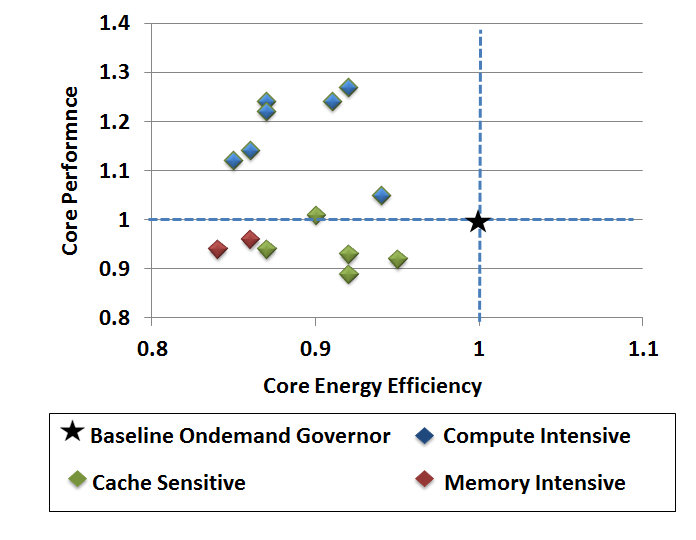 1.4
1.3
1.2
1.1
1
0.9
0.8
Core Performnce
0.8 0.9 1 1.1
Core Energy Efficiency
Baseline Ondemand Governor Compute Intensive
Cache Sensitive Memory Intensive